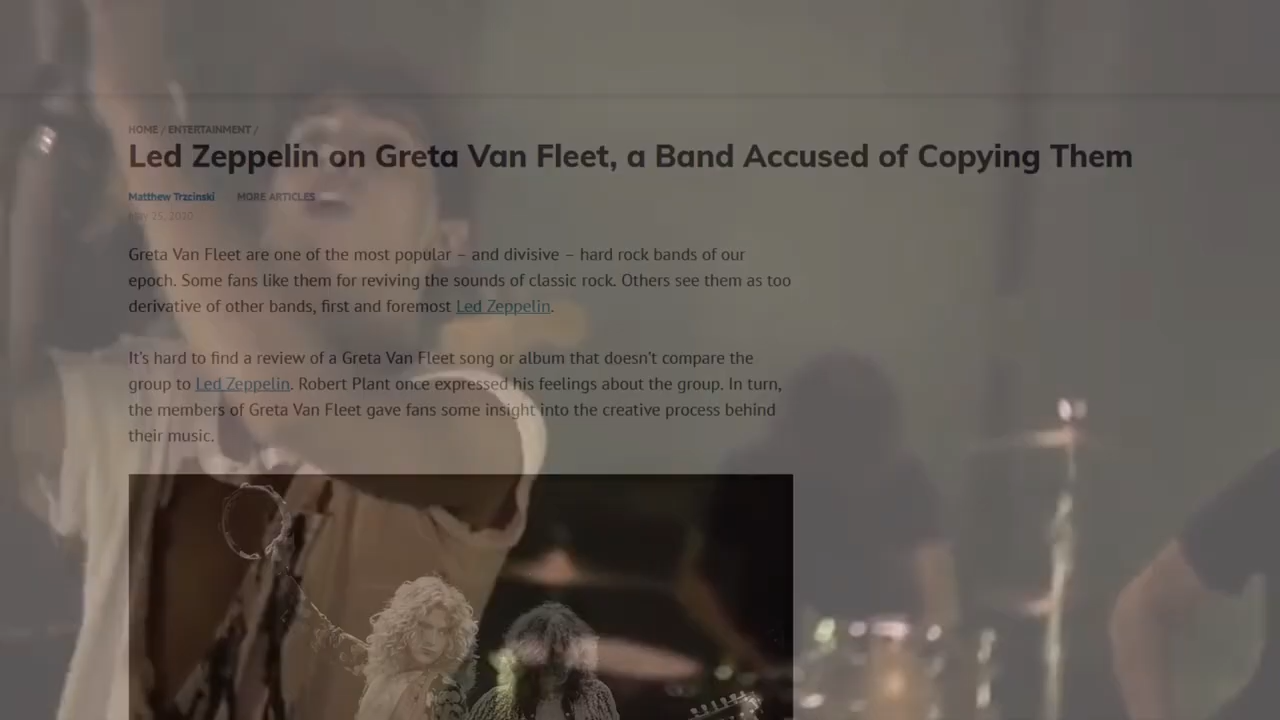 HOME / ENTERTAINMENT /
Led Zeppelin on Greta Van Fleet, a Band Accused of Copying Them
Matthew Trzcinski MORE ARTICLES
May 25, 2020
Greta Van Fleet are one of the most popular – and divisive – hard rock bands of our
epoch. Some fans like them for reviving the sounds of classic rock. Others see them as too
derivative of other bands, first and foremost Led Zeppelin.
It’s hard to find a review of a Greta Van Fleet song or album that doesn’t compare the
group to Led Zeppelin. Robert Plant once expressed his feelings about the group. In turn,
the members of Greta Van Fleet gave fans some insight into the creative process behind
their music.